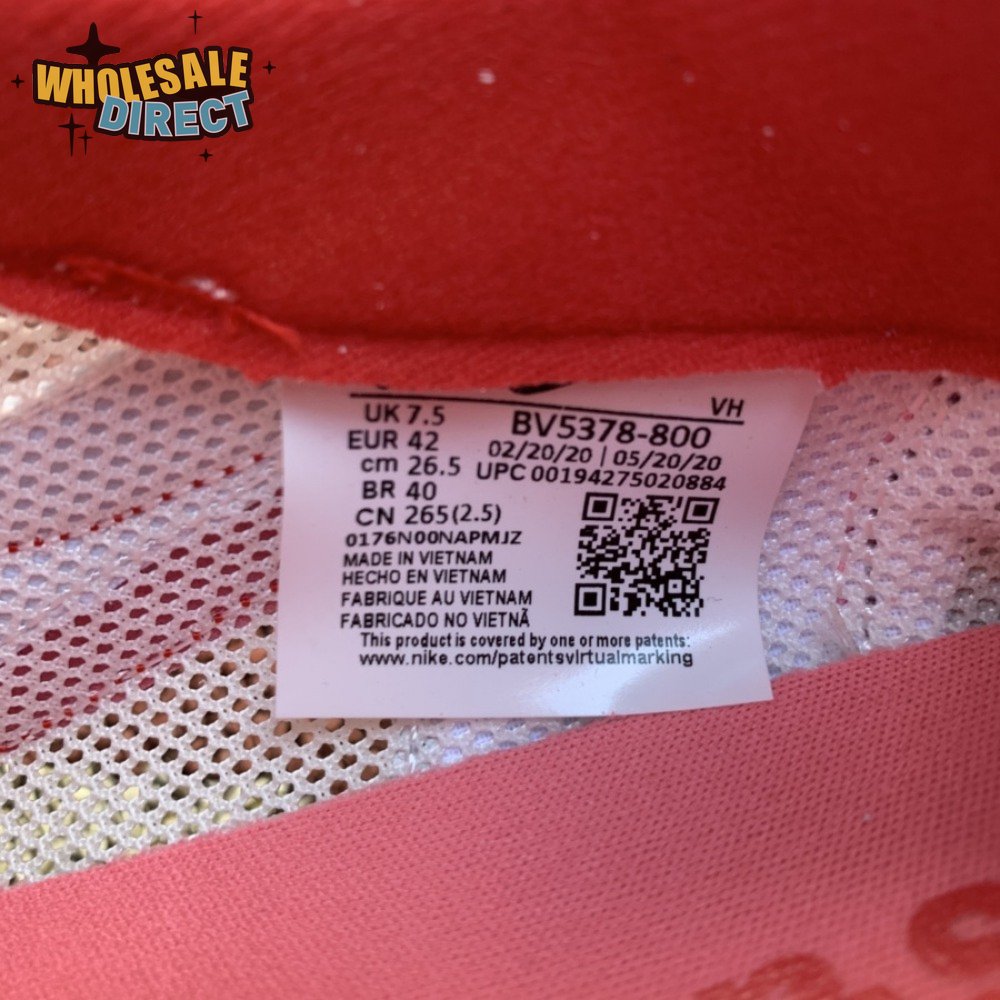 WHOLESALE
DIRECT
VH
UK 7.5
BV5378-800
EUR 42
02/20/20 | 05/20/20
cm 26.5
UPC 00194275020884
BR 40
CN 265(2.5)
0176N00NAPMJZ
MADE IN VIETNAM
HECHO EN VIETNAM
FABRIQUE AU VIETNAM
FABRICADO NO VIETNÃ
This product is covered by one or more patents:
www.nike.com/patentsvirtualmarking